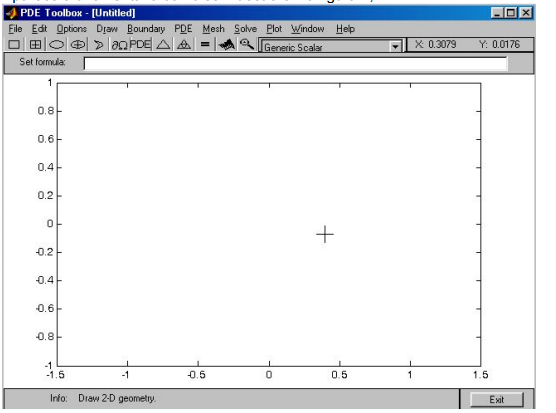 PDE Toolbox - [Untitled]
File Edit Options Draw Boundary PDE Mesh Solve Plot Window Help
∂Ω PDE = Generic Scalar X: 0.3079 Y: 0.0176
Set formula:
1
0.8
0.6
0.4
0.2
0
-0.2
-0.4
-0.6
-0.8
-1
-1.5 -1 -0.5 0 0.5 1 1.5
Info: Draw 2-D geometry. Exit